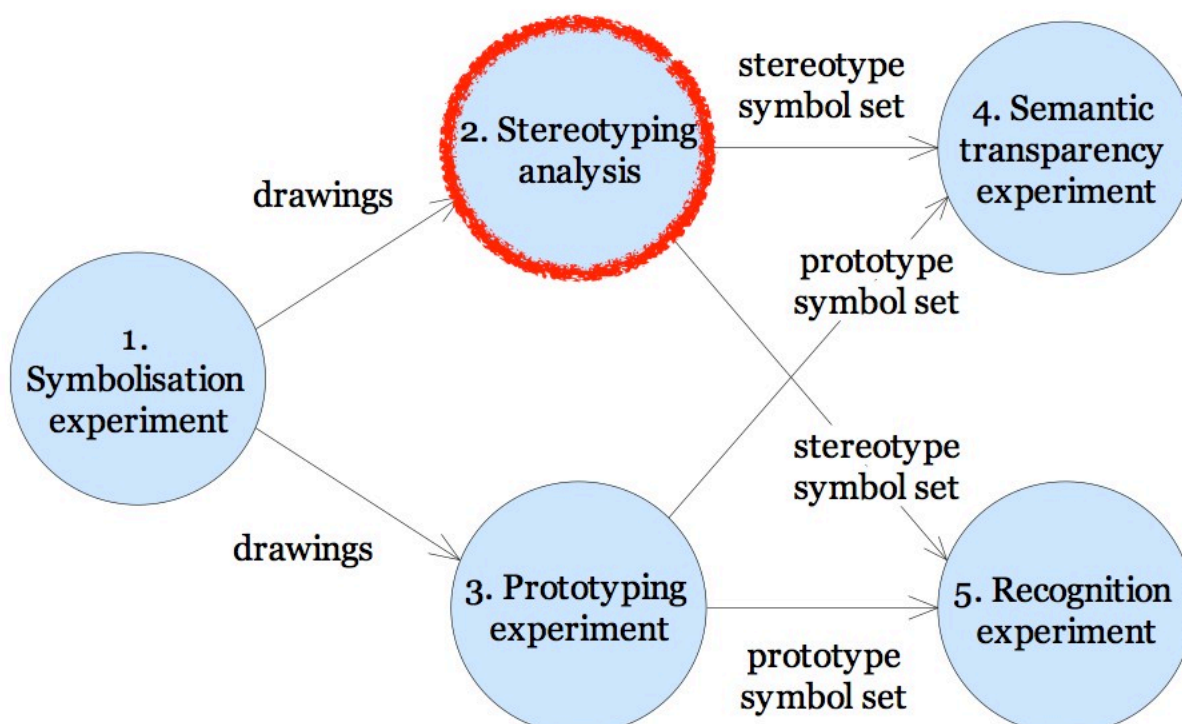 1.
Symbolisation
experiment
drawings
drawings
2. Stereotyping
analysis
3. Prototyping
experiment
stereotype
symbol set
prototype
symbol set
stereotype
symbol set
prototype
symbol set
4. Semantic
transparency
experiment
5. Recognition
experiment